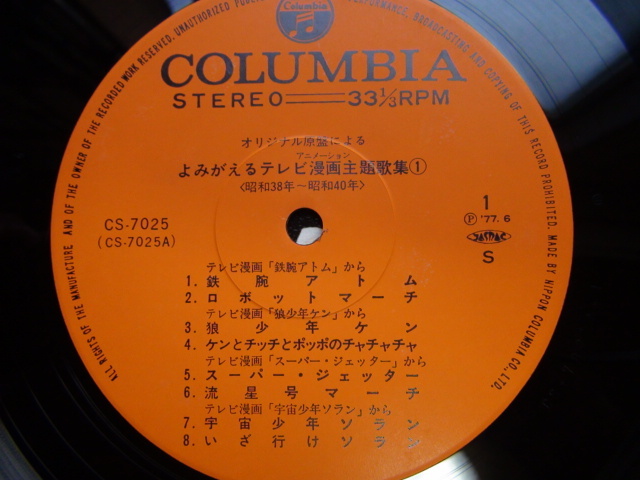 Columbia
ALL RIGHTS OF THE MANUFACTURE AND OF THE OWNER OF THE RECORDED WORK RESERVED. UNAUTHORIZED PUBLIC PERFORMANCE, BROADCASTING AND COPYING OF THIS RECORD PROHIBITED. MADE BY NIPPON COLUMBIA CO., LTD.
COLUMBIA
STEREO 33⅓RPM
オリジナル原盤による
アニメーション
よみがえるテレビ漫画主題歌集①
〈昭和38年～昭和40年〉
CS-7025
(CS-7025A)
1
Ⓟ '77.6
JASRAC
S
テレビ漫画「鉄腕アトム」から
1. 鉄腕アトム
2. ロボットマーチ
テレビ漫画「狼少年ケン」から
3. 狼少年ケン
4. ケンとチッチとポッポのチャチャチャ
テレビ漫画「スーパー・ジェッター」から
5. スーパー・ジェッター
6. 流星号マーチ
テレビ漫画「宇宙少年ソラン」から
7. 宇宙少年ソラン
8. いざ行けソラン